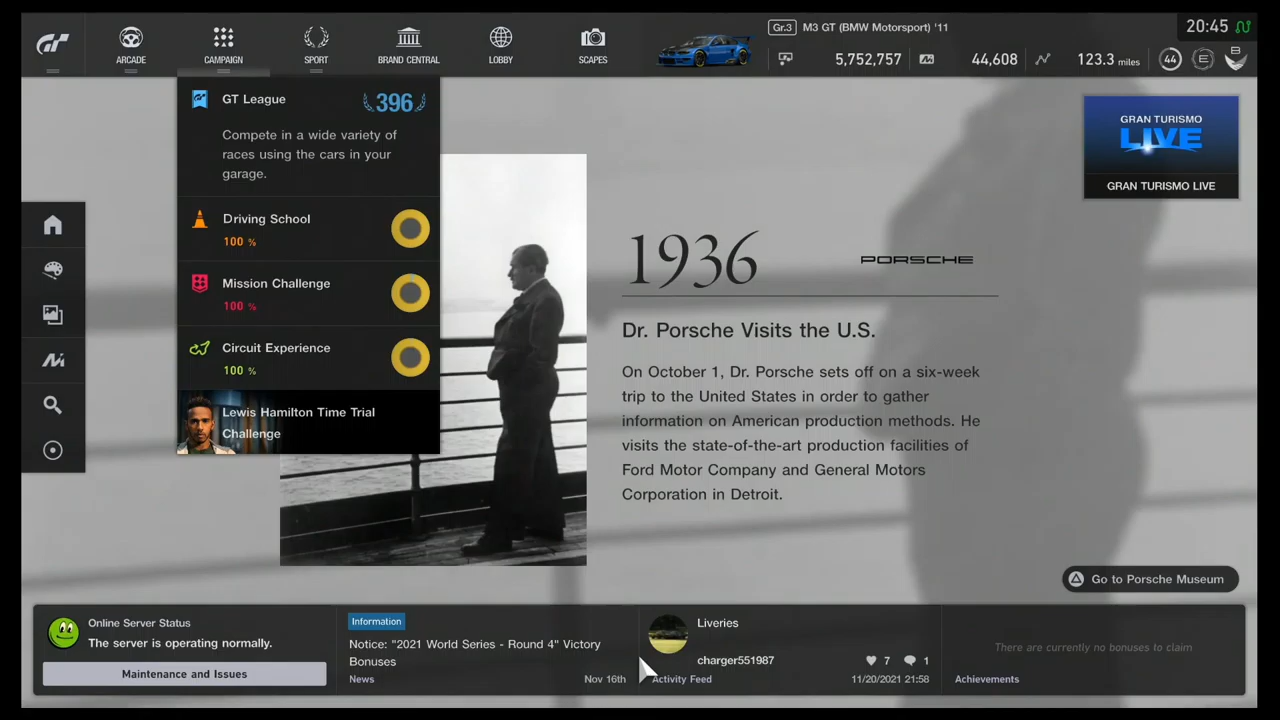 ARCADE
CAMPAIGN
SPORT
BRAND CENTRAL
LOBBY
SCAPES
Gr.3 M3 GT (BMW Motorsport) '11
5,752,757
44,608
123.3 miles
44
E
B
20:45
GT League 396
Compete in a wide variety of
races using the cars in your
garage.
Driving School
100 %
Mission Challenge
100 %
Circuit Experience
100 %
Lewis Hamilton Time Trial
Challenge
GRAN TURISMO
LIVE
GRAN TURISMO LIVE
1936 PORSCHE
Dr. Porsche Visits the U.S.
On October 1, Dr. Porsche sets off on a six-week
trip to the United States in order to gather
information on American production methods. He
visits the state-of-the-art production facilities of
Ford Motor Company and General Motors
Corporation in Detroit.
Go to Porsche Museum
Online Server Status
The server is operating normally.
Maintenance and Issues
Information
Notice: "2021 World Series - Round 4" Victory
Bonuses
News Nov 16th
Liveries
charger551987 7 1
Activity Feed 11/20/2021 21:58
There are currently no bonuses to claim
Achievements